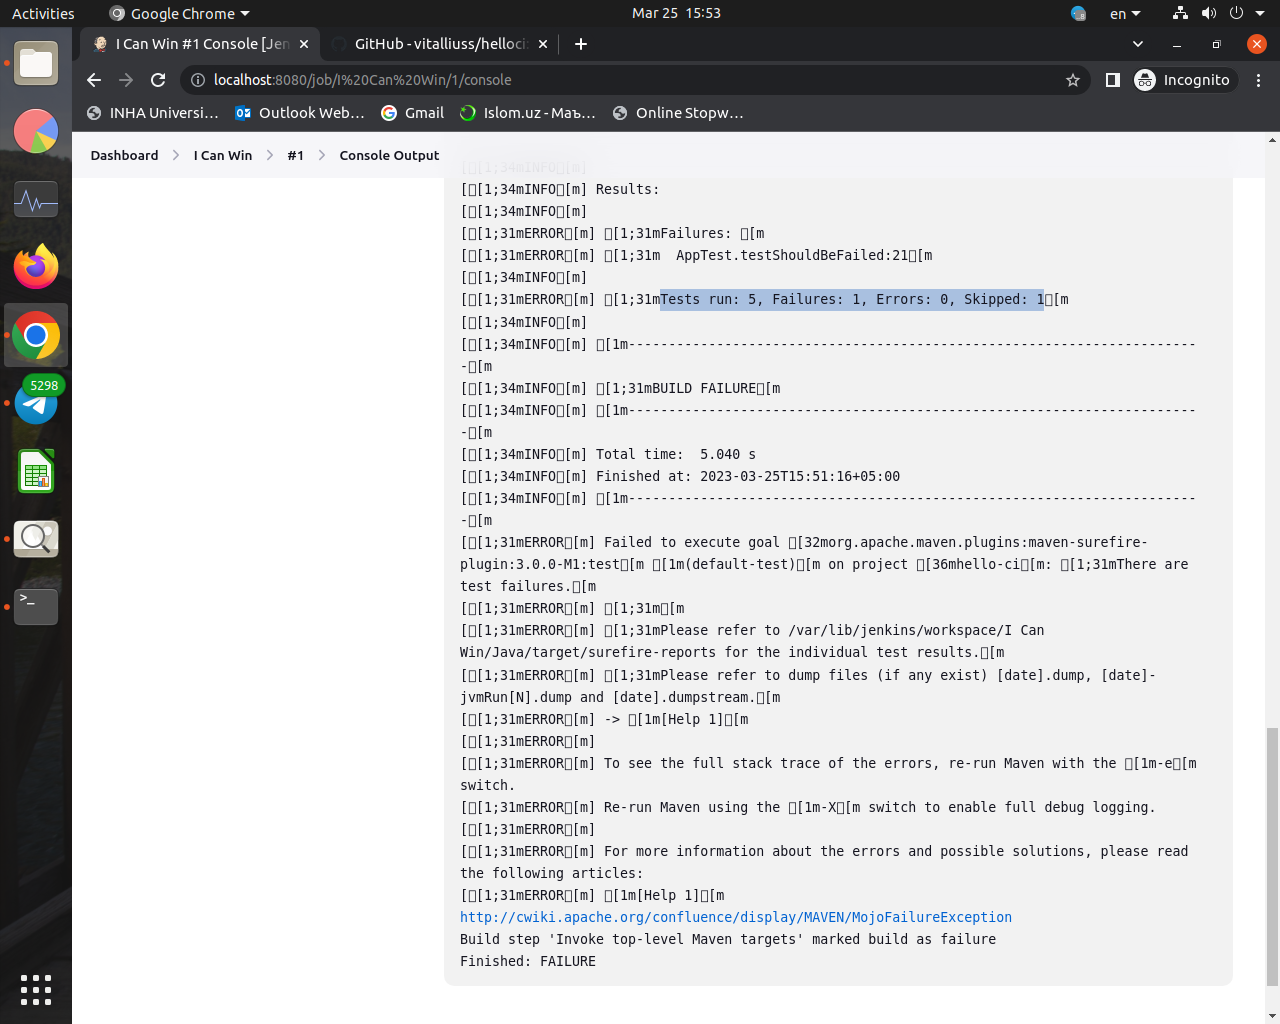 Activities
Google Chrome
Mar 25  15:53
en
I Can Win #1 Console [Jen
GitHub - vitalliuss/helloci
localhost:8080/job/I%20Can%20Win/1/console
Incognito
INHA Universi...
Outlook Web...
Gmail
Islom.uz - Маъ...
Online Stopw...
Dashboard
I Can Win
#1
Console Output
5298
>_
[[1;34mINFO[m]
[[1;34mINFO[m] Results:
[[1;34mINFO[m]
[[1;31mERROR[m] [1;31mFailures: [m
[[1;31mERROR[m] [1;31m  AppTest.testShouldBeFailed:21[m
[[1;34mINFO[m]
[[1;31mERROR[m] [1;31mTests run: 5, Failures: 1, Errors: 0, Skipped: 1[m
[[1;34mINFO[m]
[[1;34mINFO[m] [1m-----------------------------------------------------------------------
-[m
[[1;34mINFO[m] [1;31mBUILD FAILURE[m
[[1;34mINFO[m] [1m-----------------------------------------------------------------------
-[m
[[1;34mINFO[m] Total time:  5.040 s
[[1;34mINFO[m] Finished at: 2023-03-25T15:51:16+05:00
[[1;34mINFO[m] [1m-----------------------------------------------------------------------
-[m
[[1;31mERROR[m] Failed to execute goal [32morg.apache.maven.plugins:maven-surefire-
plugin:3.0.0-M1:test[m [1m(default-test)[m on project [36mhello-ci[m: [1;31mThere are
test failures.[m
[[1;31mERROR[m] [1;31m[m
[[1;31mERROR[m] [1;31mPlease refer to /var/lib/jenkins/workspace/I Can
Win/Java/target/surefire-reports for the individual test results.[m
[[1;31mERROR[m] [1;31mPlease refer to dump files (if any exist) [date].dump, [date]-
jvmRun[N].dump and [date].dumpstream.[m
[[1;31mERROR[m] -> [1m[Help 1][m
[[1;31mERROR[m]
[[1;31mERROR[m] To see the full stack trace of the errors, re-run Maven with the [1m-e[m
switch.
[[1;31mERROR[m] Re-run Maven using the [1m-X[m switch to enable full debug logging.
[[1;31mERROR[m]
[[1;31mERROR[m] For more information about the errors and possible solutions, please read
the following articles:
[[1;31mERROR[m] [1m[Help 1][m
http://cwiki.apache.org/confluence/display/MAVEN/MojoFailureException
Build step 'Invoke top-level Maven targets' marked build as failure
Finished: FAILURE